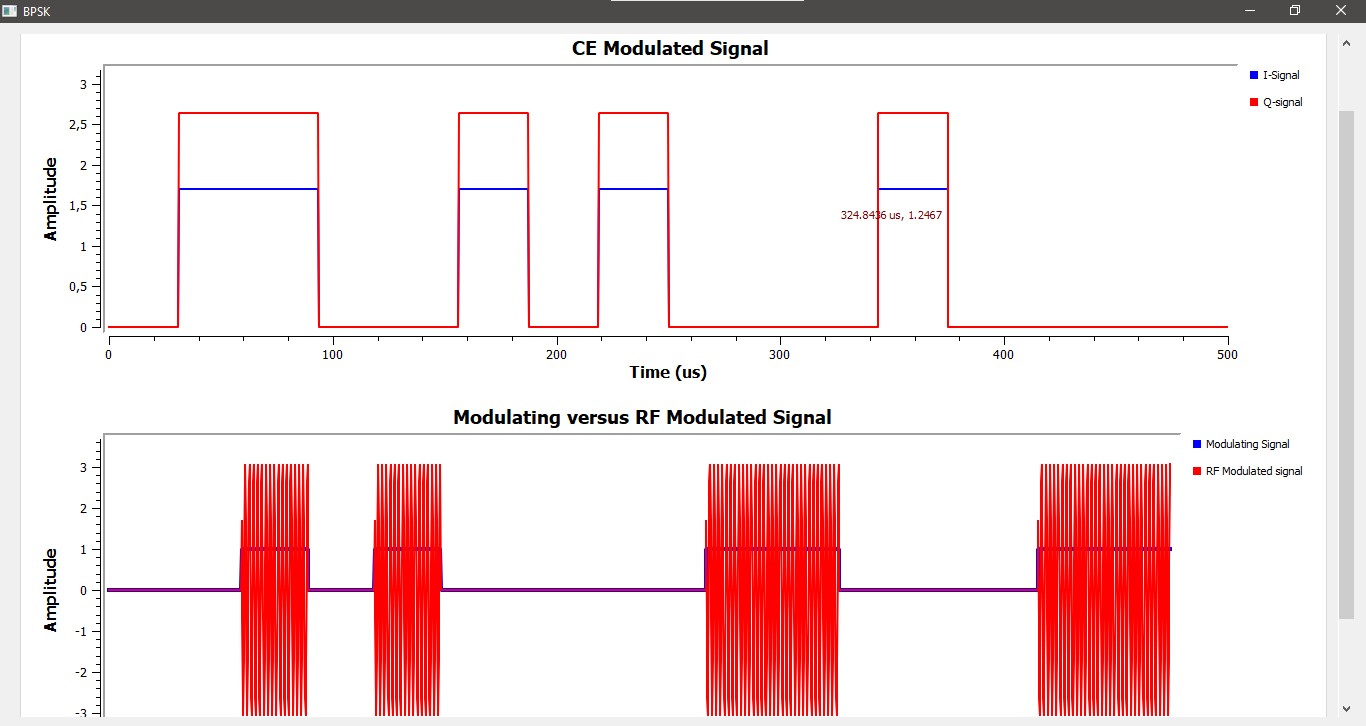 BPSK
CE Modulated Signal
I-Signal
Q-signal
Amplitude
3
2,5
2
1,5
1
0,5
0
324.8436 us, 1.2467
0 100 200 300 400 500
Time (us)
Modulating versus RF Modulated Signal
Modulating Signal
RF Modulated signal
Amplitude
3
2
1
0
-1
-2
-3